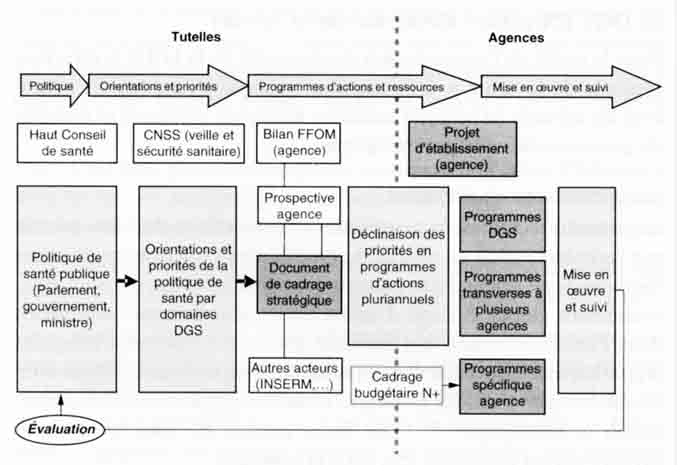 Tutelles
Agences
Politique
Orientations et priorités
Programmes d'actions et ressources
Mise en œuvre et suivi
Haut Conseil
de santé
CNSS (veille et
sécurité sanitaire)
Bilan FFOM
(agence)
Projet
d'établissement
(agence)
Prospective
agence
Politique de
santé publique
(Parlement,
gouvernement,
ministre)
Orientations et
priorités de la
politique de
santé par
domaines
DGS
Document
de cadrage
stratégique
Déclinaison des
priorités en
programmes
d'actions
pluriannuels
Programmes
DGS
Programmes
transverses à
plusieurs
agences
Mise en
œuvre
et suivi
Autres acteurs
(INSERM,...)
Cadrage
budgétaire N+
Programmes
spécifique
agence
Évaluation